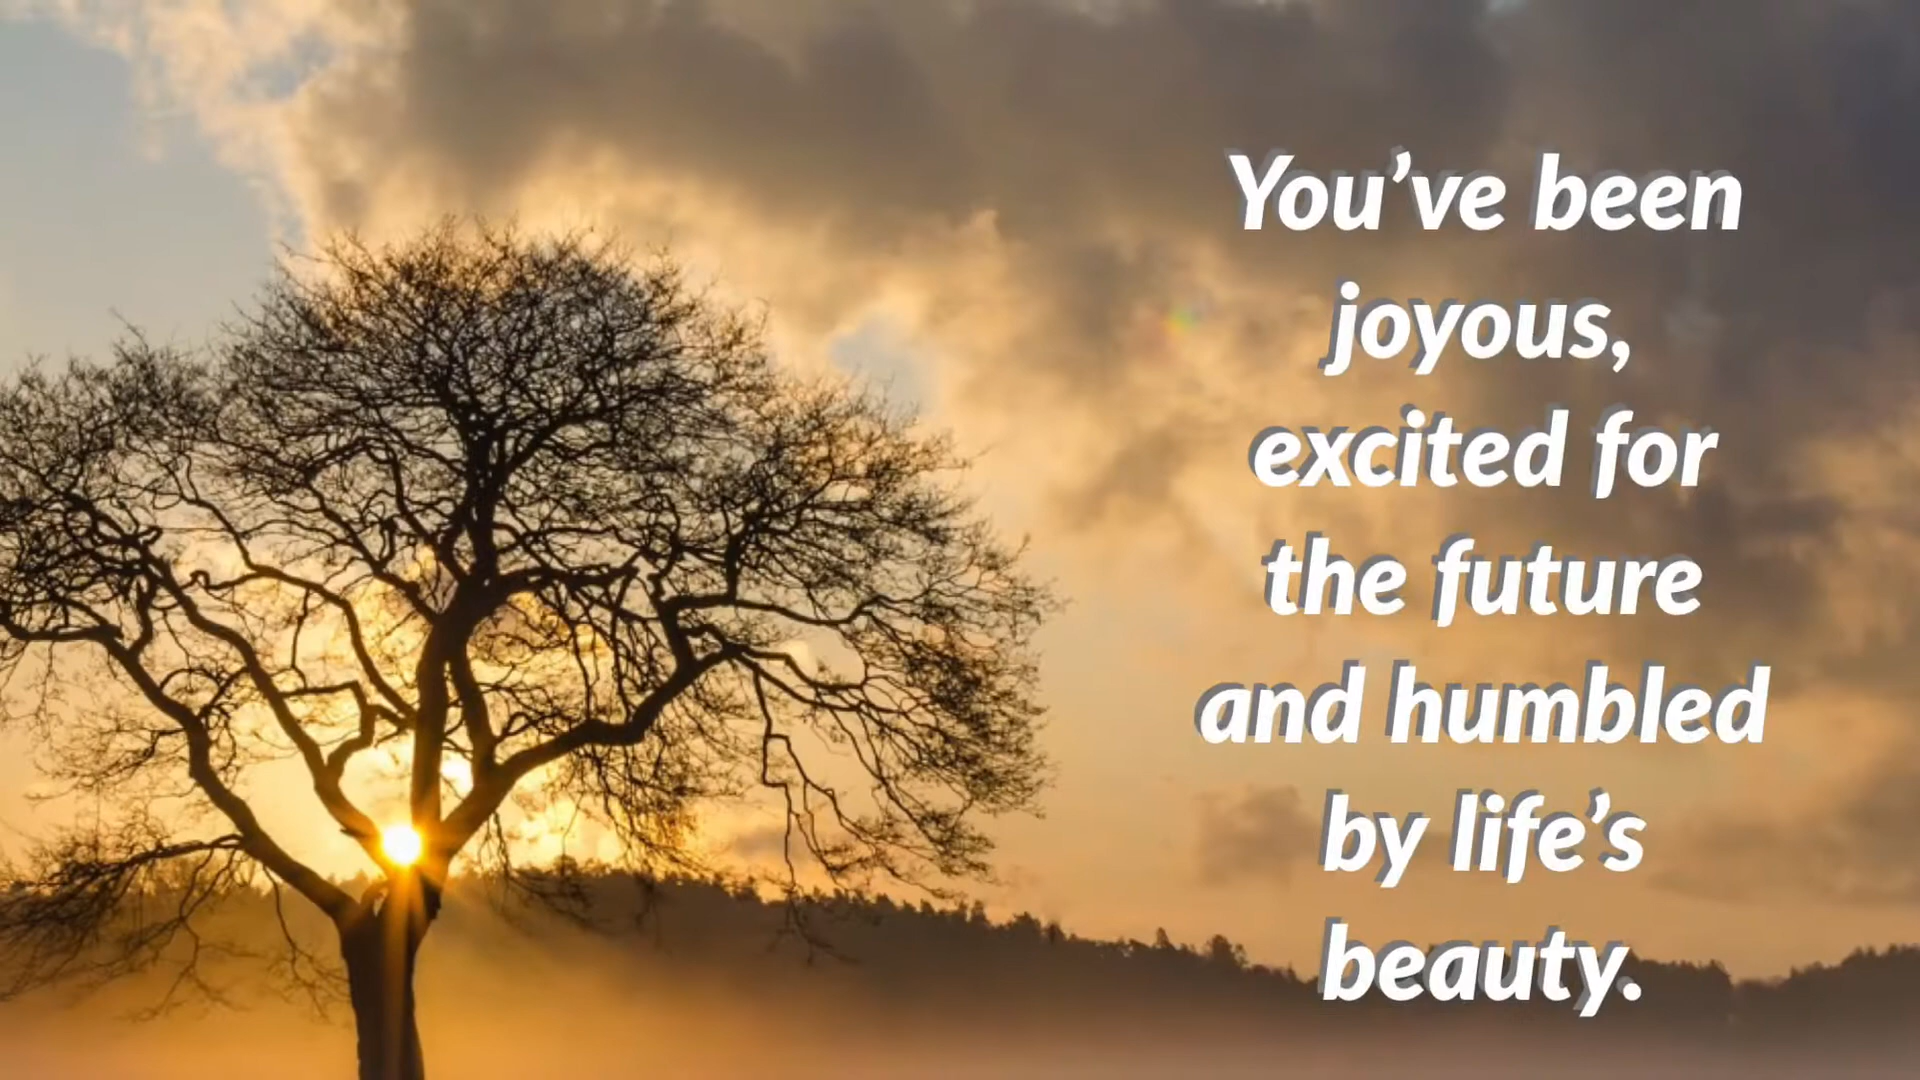 You’ve been
joyous,
excited for
the future
and humbled
by life’s
beauty.